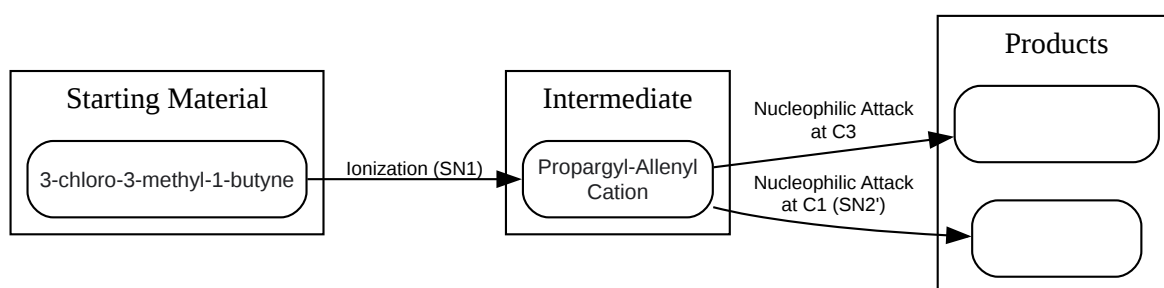 Starting Material
3-chloro-3-methyl-1-butyne
Ionization (SN1)
Intermediate
Propargyl-Allenyl
Cation
Nucleophilic Attack
at C3
Nucleophilic Attack
at C1 (SN2')
Products